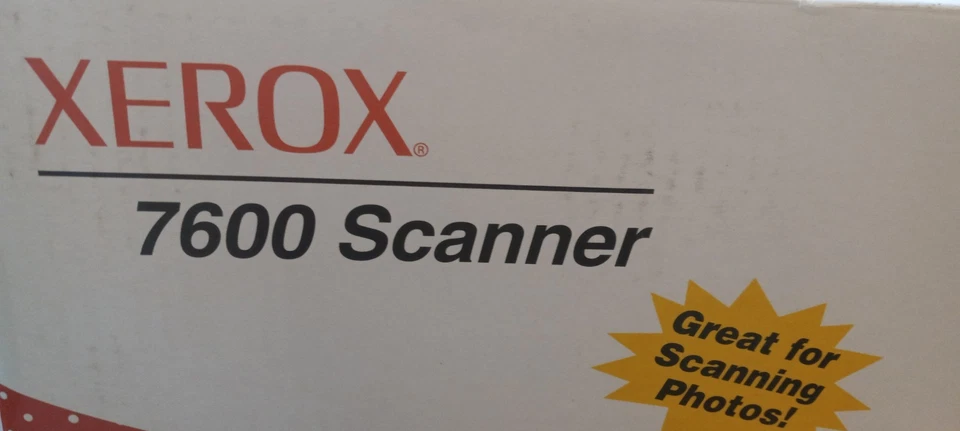 XEROX®
7600 Scanner
Great for
Scanning
Photos!